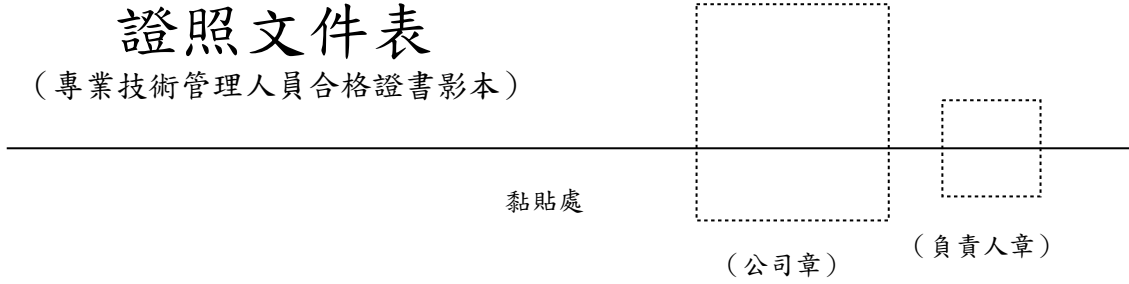 證照文件表
（專業技術管理人員合格證書影本）
黏貼處
（公司章）
（負責人章）